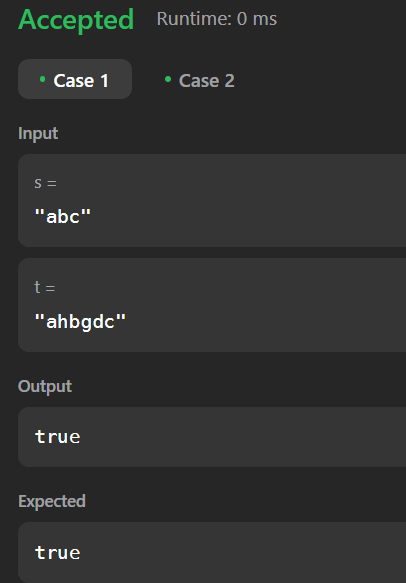 Accepted Runtime: 0 ms
Case 1 Case 2
Input
s =
"abc"
t =
"ahbgdc"
Output
true
Expected
true